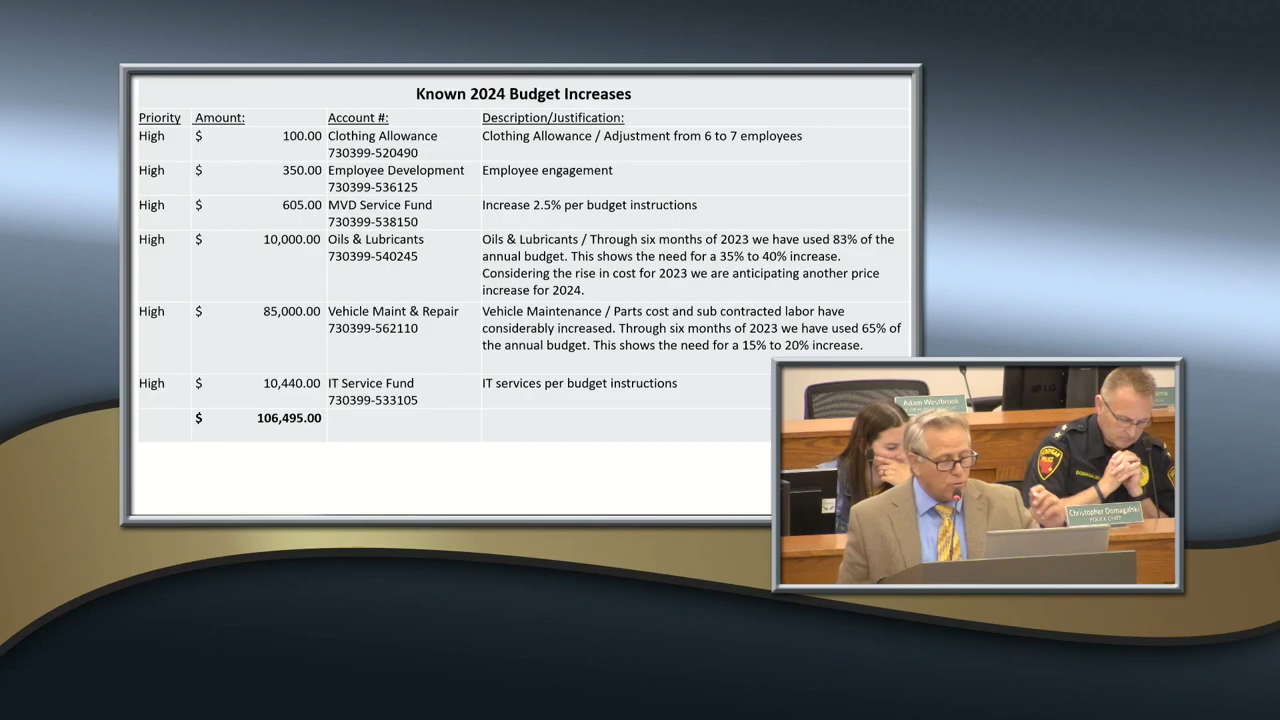 Known 2024 Budget Increases
Priority Amount: Account #: Description/Justification:
High $ 100.00 Clothing Allowance Clothing Allowance / Adjustment from 6 to 7 employees
730399-520490
High $ 350.00 Employee Development Employee engagement
730399-536125
High $ 605.00 MVD Service Fund Increase 2.5% per budget instructions
730399-538150
High $ 10,000.00 Oils & Lubricants Oils & Lubricants / Through six months of 2023 we have used 83% of the
730399-540245 annual budget. This shows the need for a 35% to 40% increase.
Considering the rise in cost for 2023 we are anticipating another price
increase for 2024.
High $ 85,000.00 Vehicle Maint & Repair Vehicle Maintenance / Parts cost and sub contracted labor have
730399-562110 considerably increased. Through six months of 2023 we have used 65% of
the annual budget. This shows the need for a 15% to 20% increase.
High $ 10,440.00 IT Service Fund IT services per budget instructions
730399-533105
$ 106,495.00
LG
Adam Westbrook
POLICE
Christopher Domagalski
POLICE CHIEF